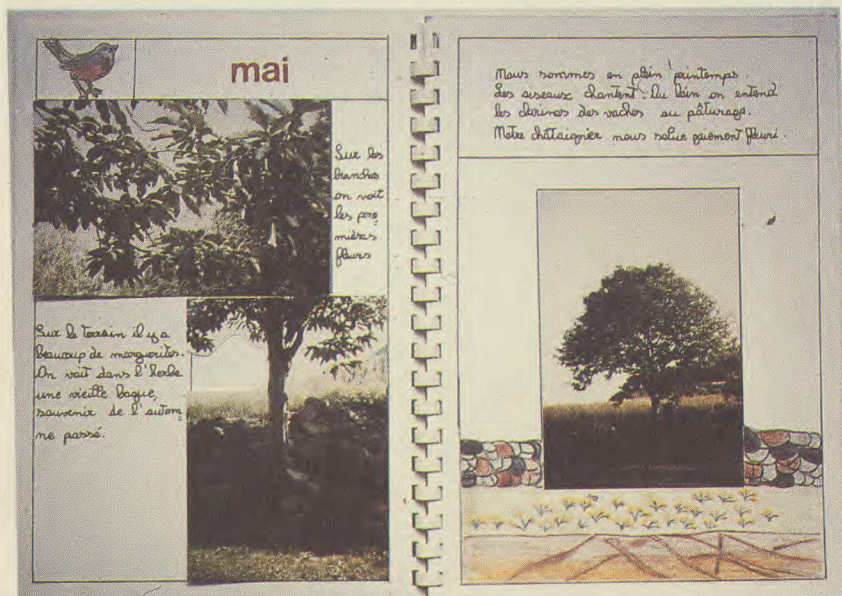 mai
Sur les
branches
on voit
les pre
mières
fleurs
Sur le terrain il y a
beaucoup de marguerites.
On voit dans l'herbe
une vieille bogue,
souvenir de l'autom
ne passé.
Nous sommes en plein printemps.
Les oiseaux chantent. Au loin on entend
les clarines des vaches au pâturage.
Notre châtaignier nous salue gaiement fleuri.